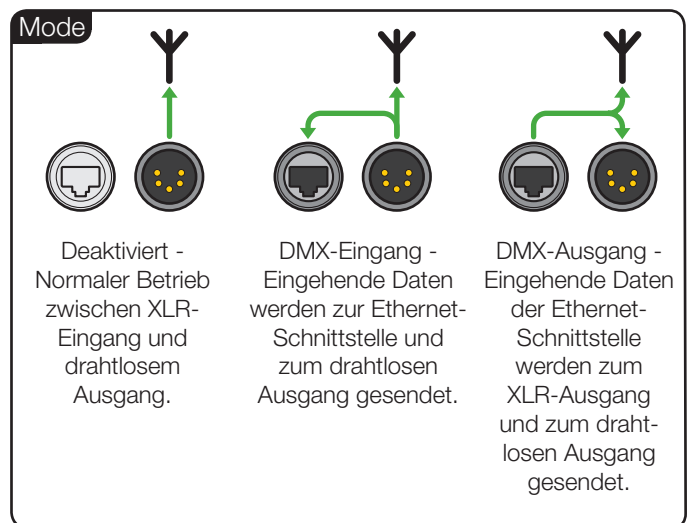 Mode
Deaktiviert -
Normaler Betrieb
zwischen XLR-
Eingang und
drahtlosem
Ausgang.
DMX-Eingang -
Eingehende Daten
werden zur Ethernet-
Schnittstelle und
zum drahtlosen
Ausgang gesendet.
DMX-Ausgang -
Eingehende Daten
der Ethernet-
Schnittstelle
werden zum
XLR-Ausgang
und zum draht-
losen Ausgang
gesendet.